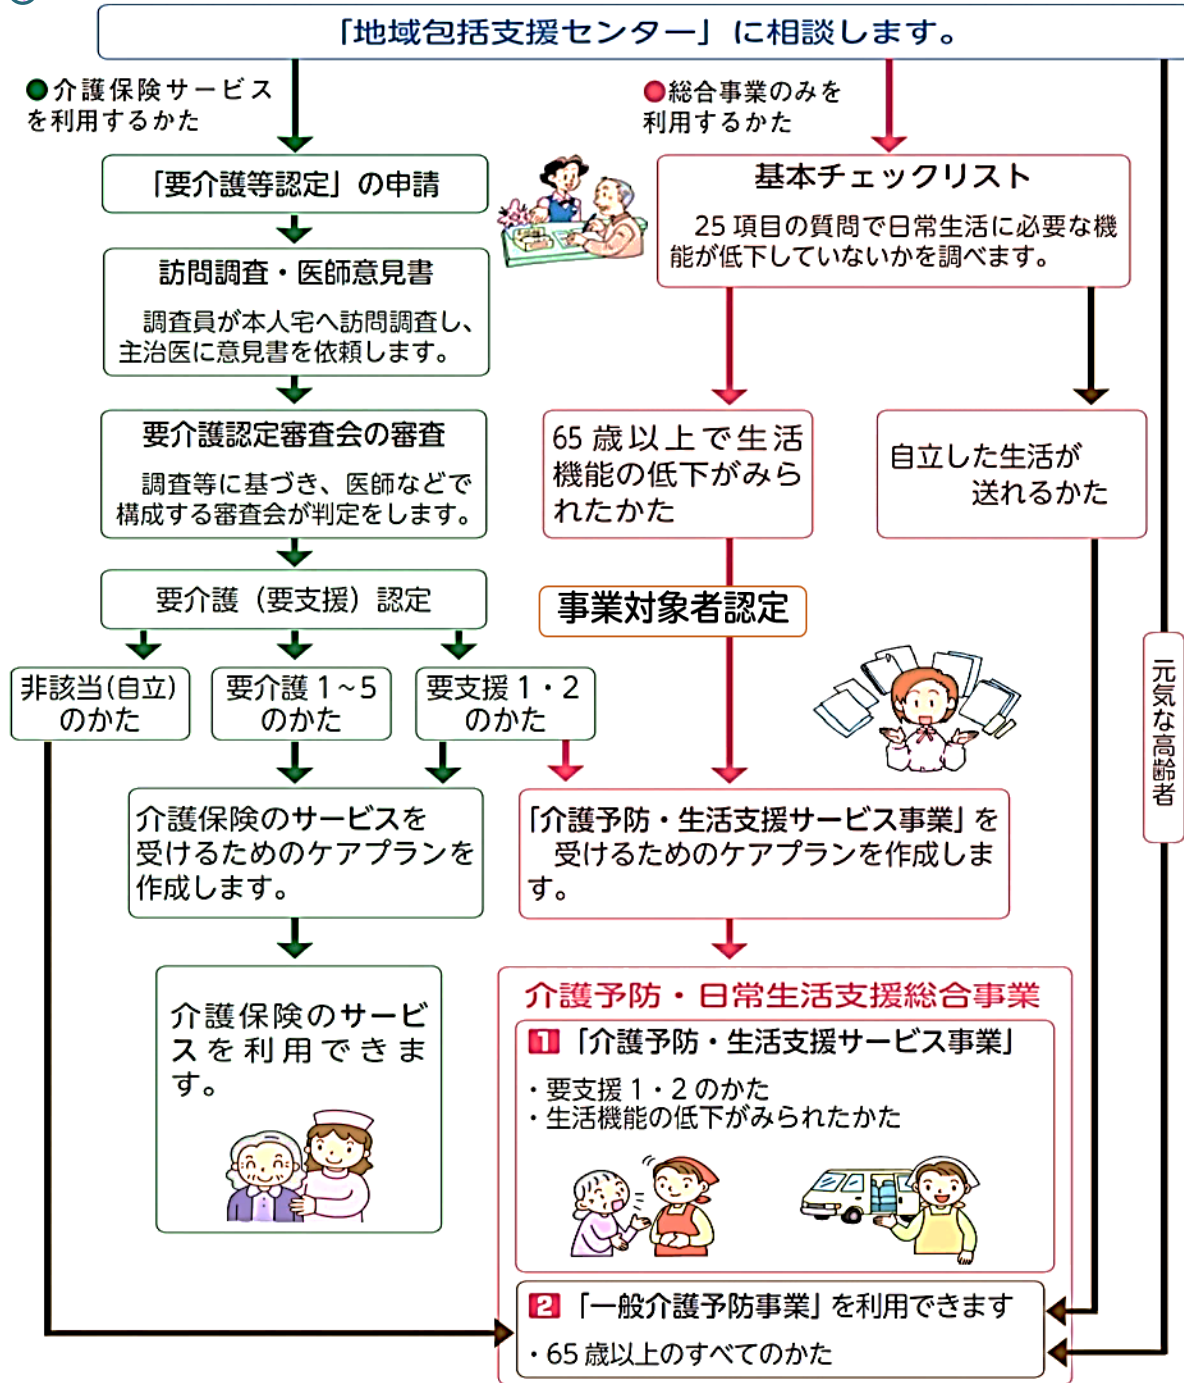 「地域包括支援センター」に相談します。
●介護保険サービス
を利用するかた
●総合事業のみを
利用するかた
「要介護等認定」の申請
訪問調査・医師意見書
調査員が本人宅へ訪問調査し、
主治医に意見書を依頼します。
要介護認定審査会の審査
調査等に基づき、医師などで
構成する審査会が判定をします。
要介護（要支援）認定
非該当(自立)
のかた
要介護1～5
のかた
要支援1・2
のかた
介護保険のサービスを
受けるためのケアプランを
作成します。
介護保険のサービ
スを利用できま
す。
基本チェックリスト
25項目の質問で日常生活に必要な機
能が低下していないかを調べます。
65歳以上で生活
機能の低下がみら
れたかた
自立した生活が
送れるかた
事業対象者認定
元気な高齢者
「介護予防・生活支援サービス事業」を
受けるためのケアプランを作成しま
す。
介護予防・日常生活支援総合事業
1 「介護予防・生活支援サービス事業」
・要支援1・2のかた
・生活機能の低下がみられたかた
2 「一般介護予防事業」を利用できます
・65歳以上のすべてのかた